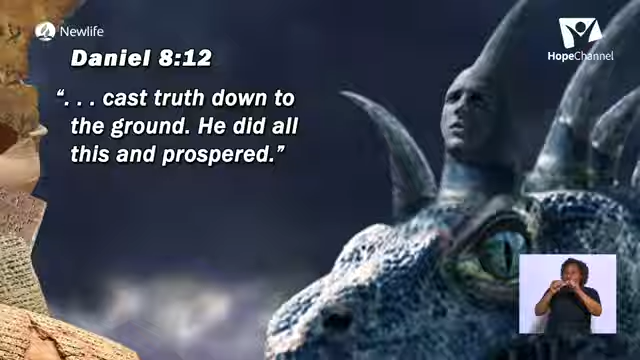 Newlife
HopeChannel
Daniel 8:12
“. . . cast truth down to
the ground. He did all
this and prospered.”